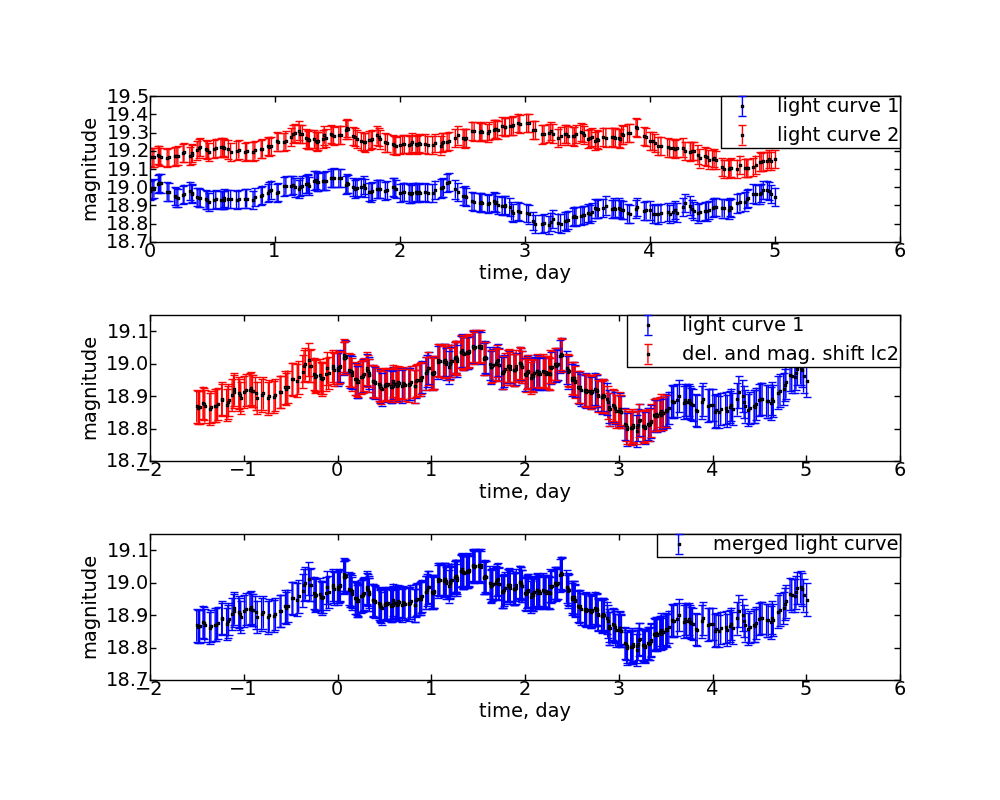 19.5
19.4
19.3
19.2
19.1
19.0
18.9
18.8
18.7
magnitude
light curve 1
light curve 2
0 1 2 3 4 5 6
time, day
19.1
19.0
18.9
18.8
18.7
magnitude
light curve 1
del. and mag. shift lc2
−2 −1 0 1 2 3 4 5 6
time, day
19.1
19.0
18.9
18.8
18.7
magnitude
merged light curve
−2 −1 0 1 2 3 4 5 6
time, day